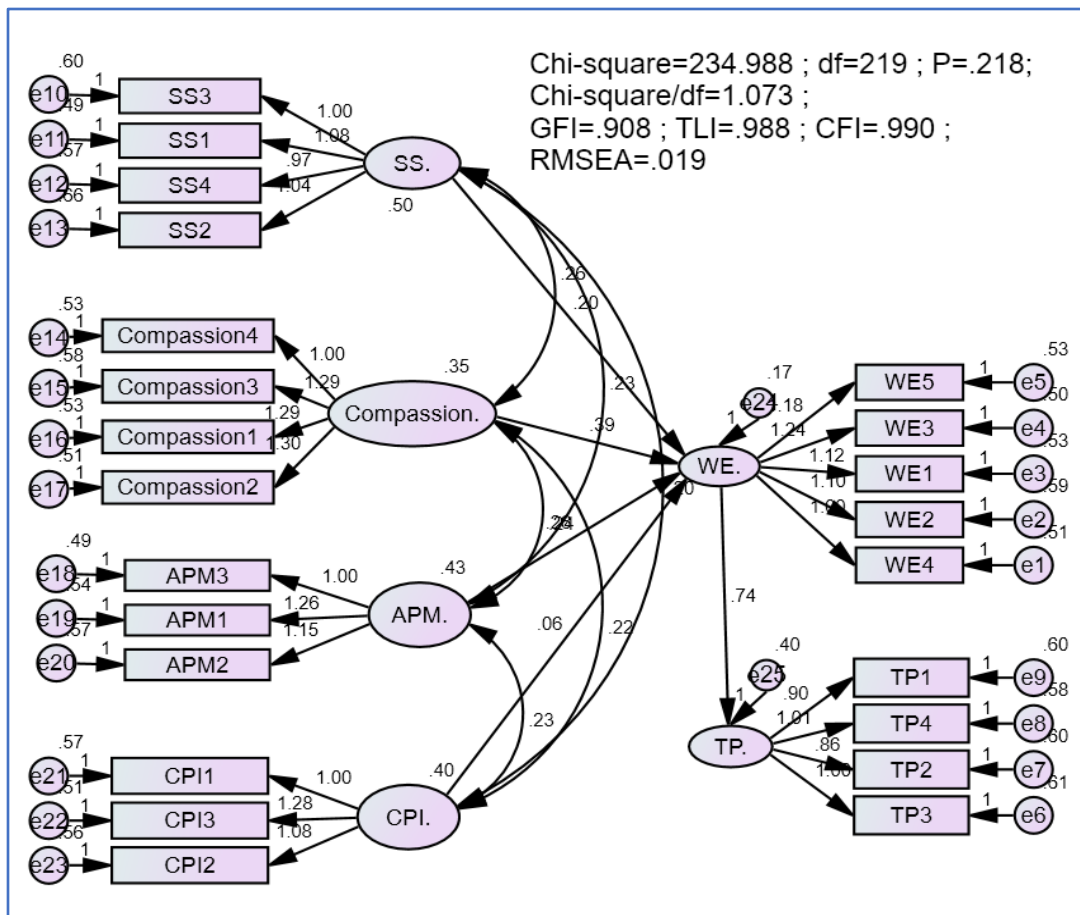 Chi-square=234.988 ; df=219 ; P=.218;
Chi-square/df=1.073 ;
GFI=.908 ; TLI=.988 ; CFI=.990 ;
RMSEA=.019
.60
e10
1
SS3
.49
e11
1
SS1
.57
e12
1
SS4
.66
e13
1
SS2
1.00
1.08
.97
1.04
SS.
.50
.53
e14
1
Compassion4
.58
e15
1
Compassion3
.53
e16
1
Compassion1
.51
e17
1
Compassion2
1.00
1.29
1.29
1.30
.35
Compassion.
.49
e18
1
APM3
.54
e19
1
APM1
.57
e20
1
APM2
1.00
1.26
1.15
.43
APM.
.57
e21
1
CPI1
.51
e22
1
CPI3
.56
e23
1
CPI2
1.00
1.28
1.08
.40
CPI.
.26
.20
.23
.39
.20
.24
.06
.22
.23
.17
e24
1
WE.
1.18
1.24
1.12
1.10
1.00
WE5
1
e5
.53
WE3
1
e4
.50
WE1
1
e3
.53
WE2
1
e2
.59
WE4
1
e1
.51
.74
.40
e25
1
TP.
.90
1.01
.86
1.00
TP1
1
e9
.60
TP4
1
e8
.58
TP2
1
e7
.60
TP3
1
e6
.61